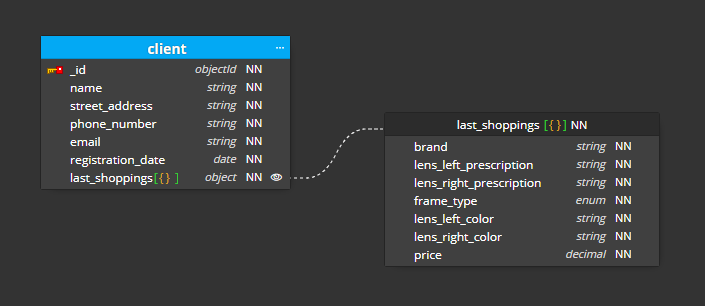 client ...
_id objectId NN
name string NN
street_address string NN
phone_number string NN
email string NN
registration_date date NN
last_shoppings[{} ] object NN
last_shoppings [{}] NN
brand string NN
lens_left_prescription string NN
lens_right_prescription string NN
frame_type enum NN
lens_left_color string NN
lens_right_color string NN
price decimal NN